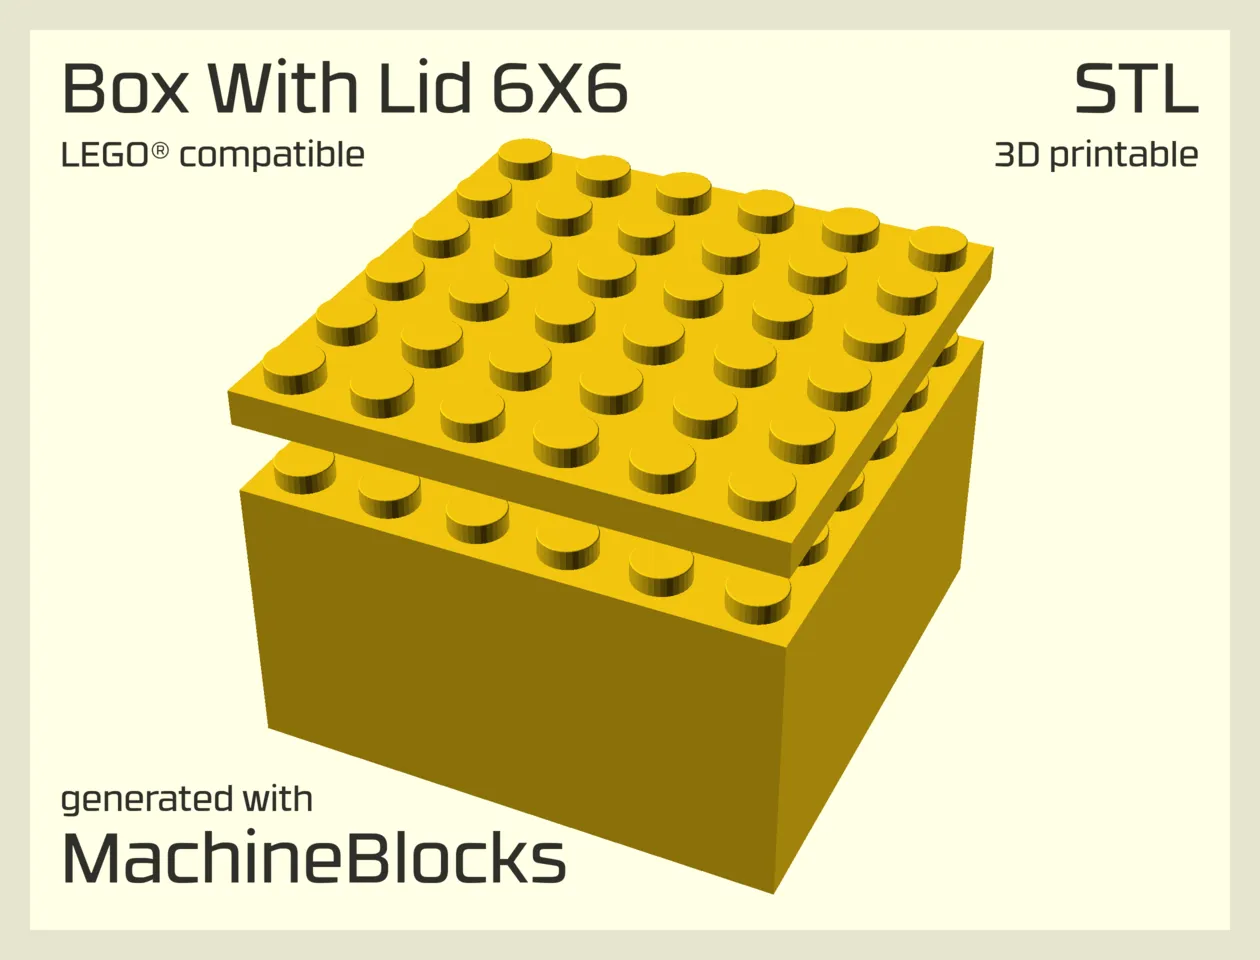 Box With Lid 6X6
LEGO® compatible
STL
3D printable
generated with
MachineBlocks